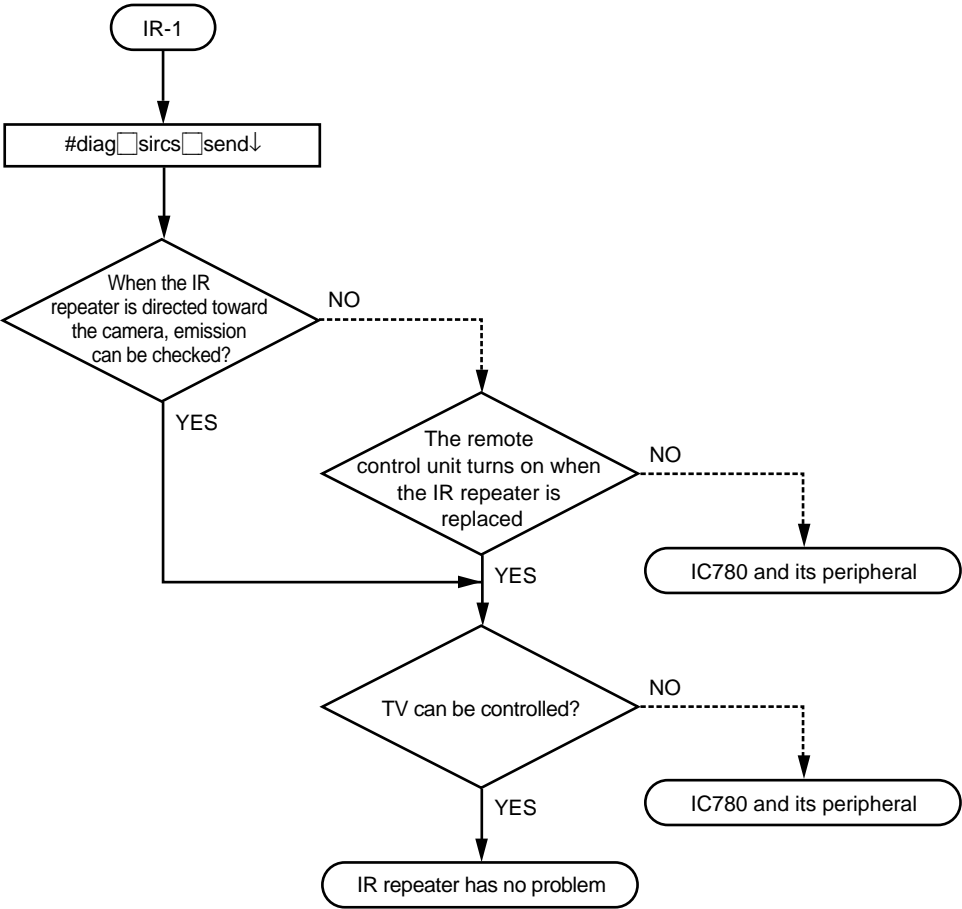 IR-1
#diag□sircs□send↓
When the IR
repeater is directed toward
the camera, emission
can be checked?
NO
YES
The remote
control unit turns on when
the IR repeater is
replaced
NO
YES
IC780 and its peripheral
TV can be controlled?
NO
YES
IC780 and its peripheral
IR repeater has no problem